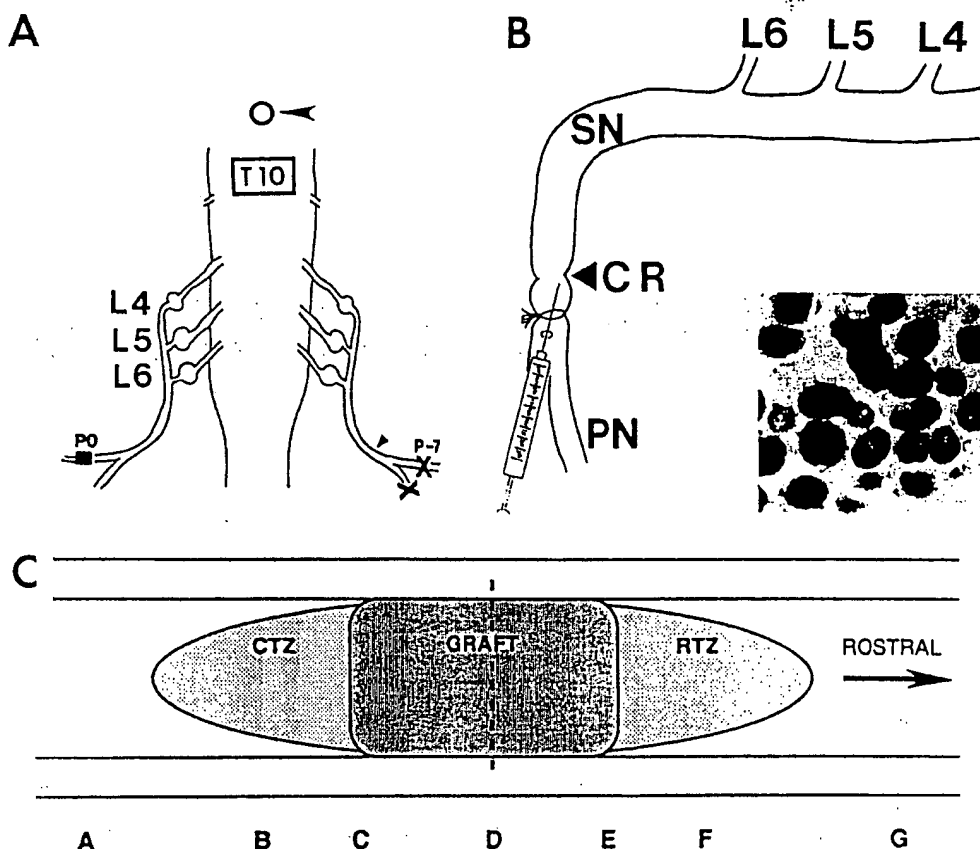 A
T10
L4
L5
L6
P0
P-7
B
L6 L5 L4
SN
CR
PN
C
CTZ GRAFT RTZ ROSTRAL
A B C D E F G